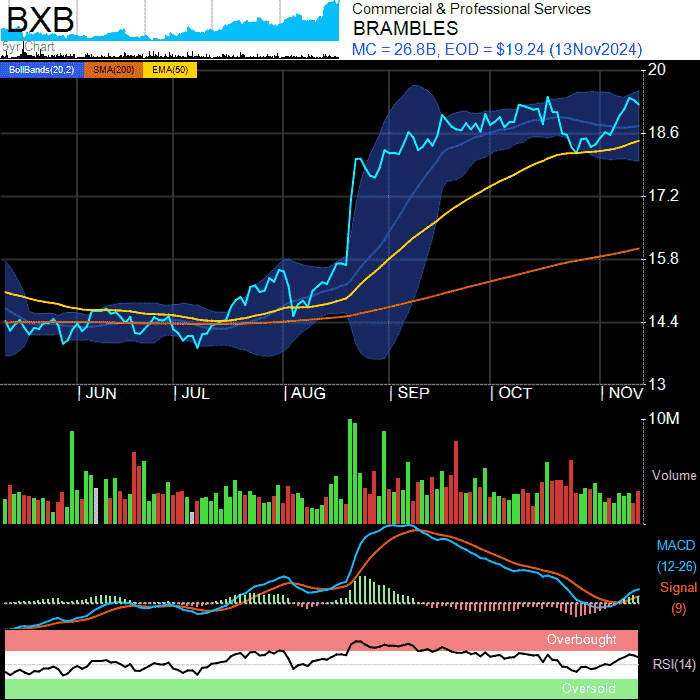 BXB
5yr Chart
Commercial & Professional Services
BRAMBLES
MC = 26.8B, EOD = $19.24 (13Nov2024)
BollBands(20,2) SMA(200) EMA(50)
20
18.6
17.2
15.8
14.4
13
| JUN | JUL | AUG | SEP | OCT | NOV
10M
Volume
MACD
(12-26)
Signal
(9)
Overbought
RSI(14)
Oversold